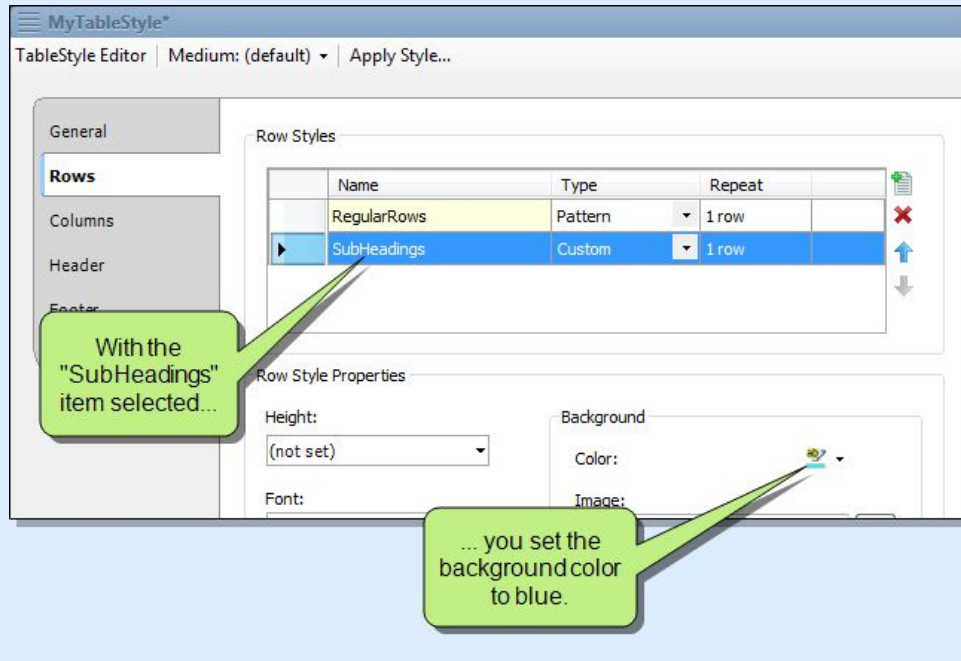 MyTableStyle*
TableStyle Editor Medium: (default) Apply Style...
General
Rows
Columns
Header
Footer
Row Styles
Name Type Repeat
RegularRows Pattern 1 row
SubHeadings Custom 1 row
With the
"SubHeadings"
item selected...
Row Style Properties
Height:
(not set)
Font:
Background
Color:
Image:
... you set the
background color
to blue.